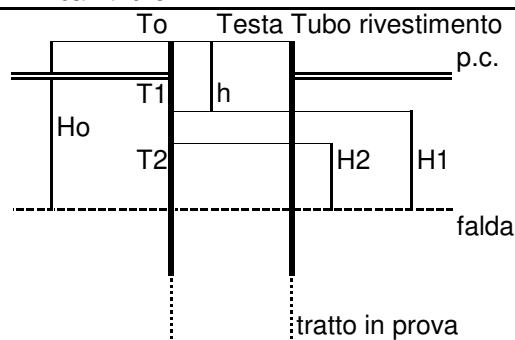 To Testa Tubo rivestimento
p.c.
T1 h
Ho
T2 H2 H1
falda
tratto in prova